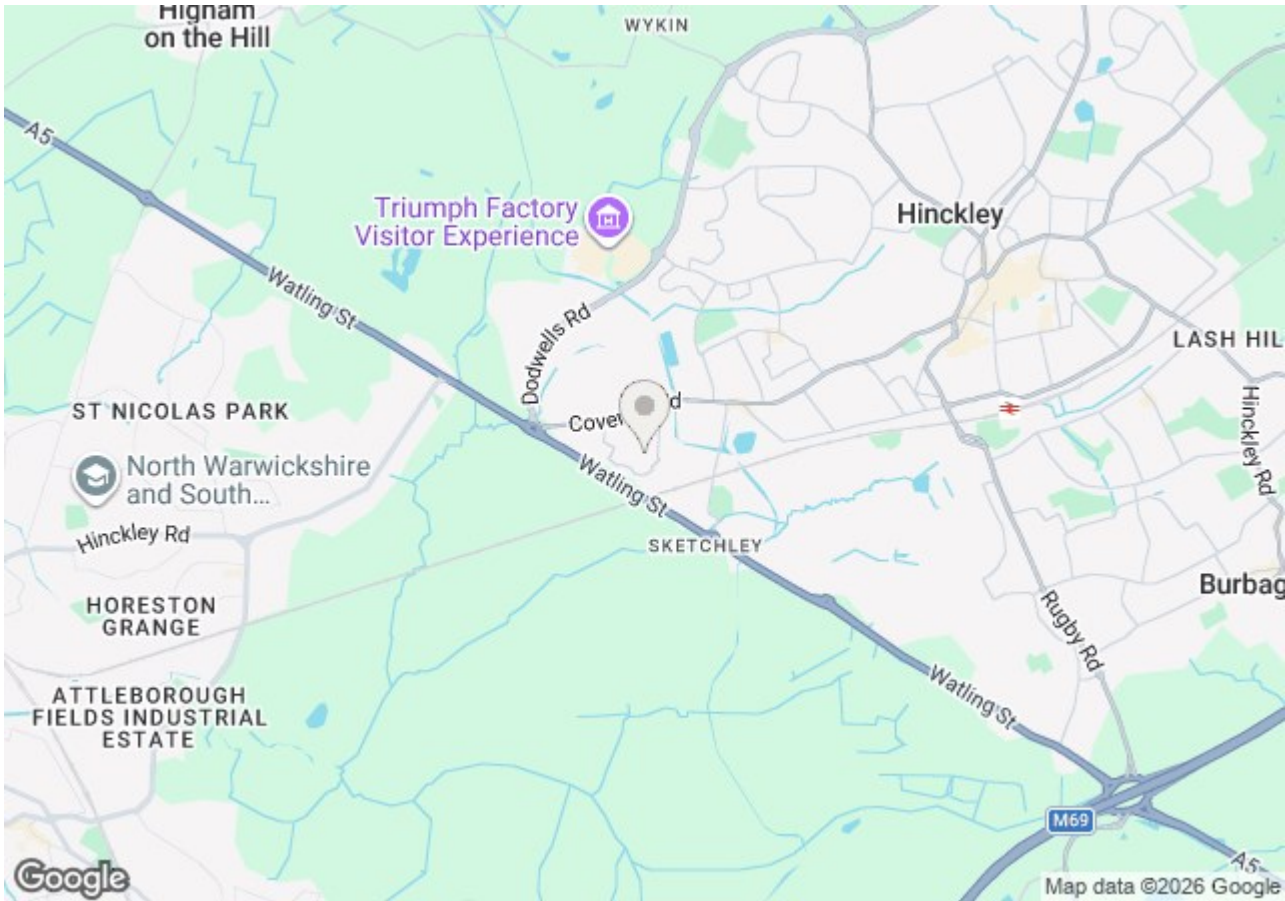 Higham
on the Hill
WYKIN
A5
Triumph Factory
Visitor Experience
Hinckley
Watling St
Dodwells Rd
LASH HIL
ST NICOLAS PARK
Hinckley Rd
North Warwickshire
and South...
Watling St
Hinckley Rd
SKETCHLEY
Burbag
HORESTON
GRANGE
Rugby Rd
ATTLEBOROUGH
FIELDS INDUSTRIAL
ESTATE
Watling St
M69
A5
Google
Map data ©2026 Google